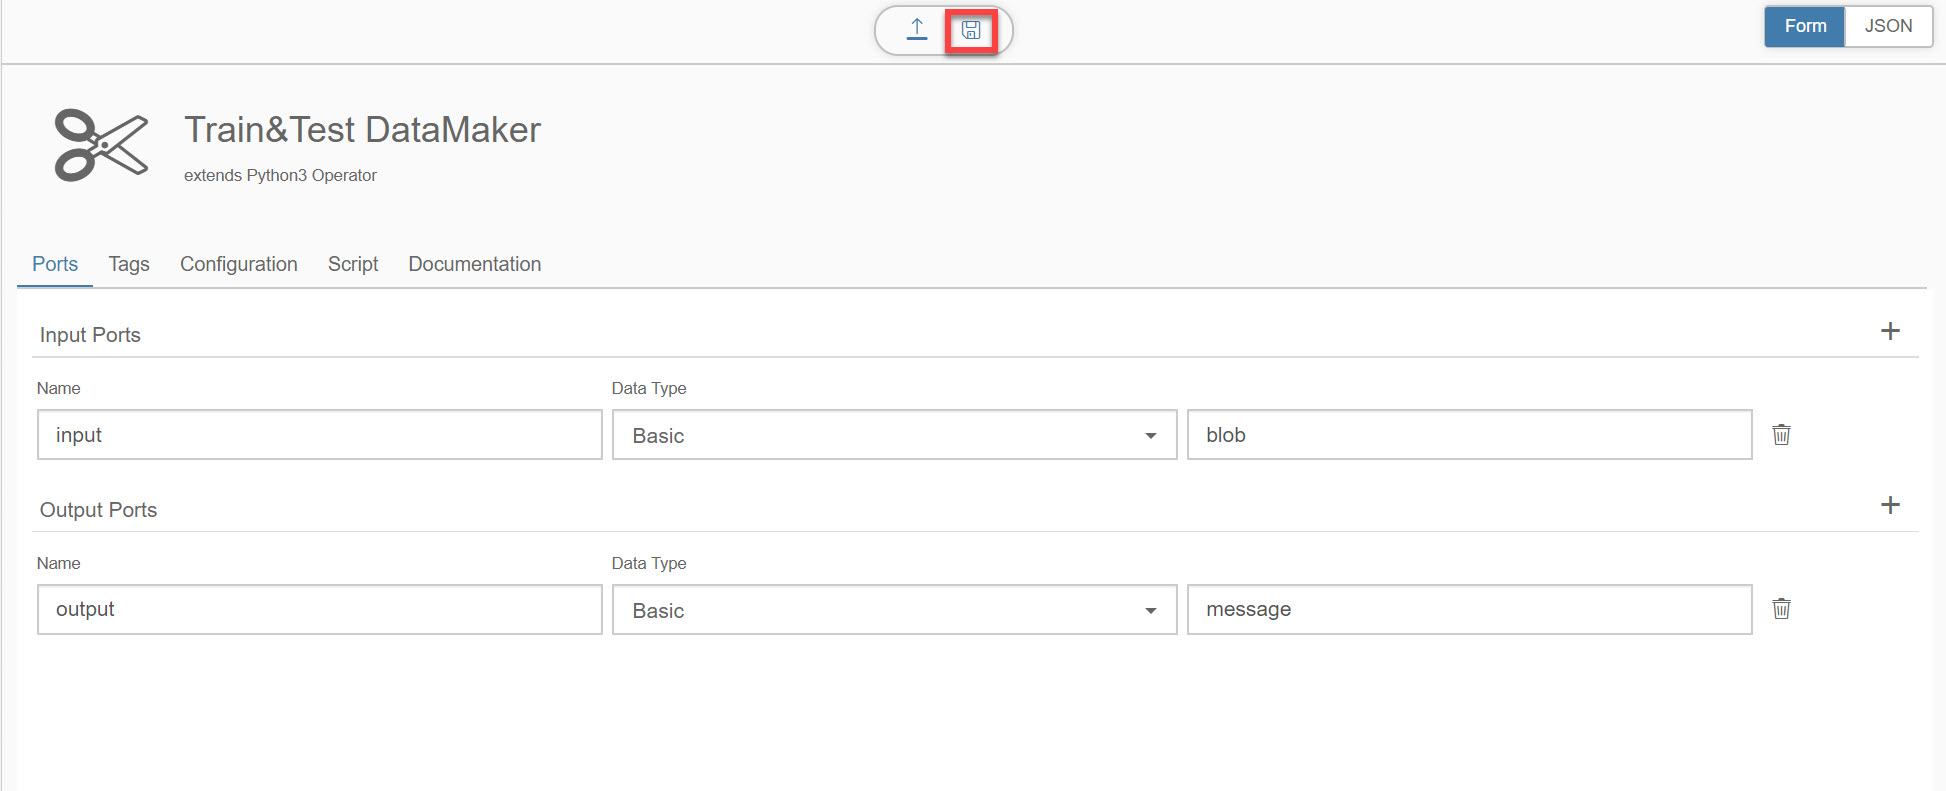 Form JSON
Train&Test DataMaker
extends Python3 Operator
Ports Tags Configuration Script Documentation
Input Ports
Name Data Type
input Basic blob
Output Ports
Name Data Type
output Basic message